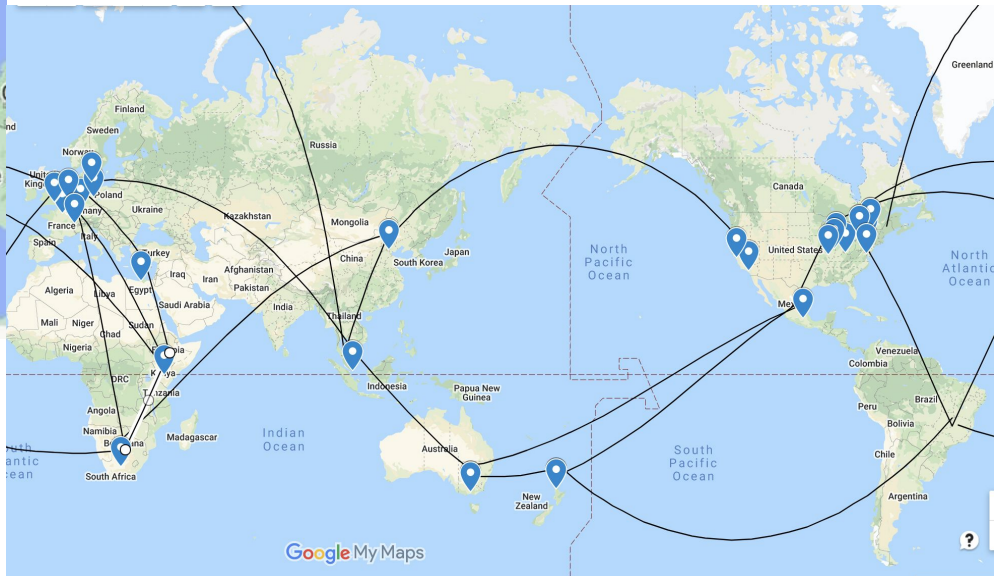 Greenland
Finland
Sweden
Norway
Russia
Canada
Poland
Ukraine
France
Italy
Spain
Kazakhstan
Mongolia
China
South Korea
Japan
Turkey
Iraq
Iran
Afghanistan
Pakistan
North
Pacific
Ocean
United States
North
Atlantic
Ocean
Algeria
Libya
Egypt
Saudi Arabia
India
Mali
Niger
Chad
Sudan
Nigeria
Thailand
DRC
Tanzania
Indonesia
Papua New
Guinea
Venezuela
Colombia
Brazil
Peru
Bolivia
Angola
Namibia
Madagascar
South Africa
Indian
Ocean
Australia
South
Pacific
Ocean
Chile
Argentina
New
Zealand
Google My Maps
?